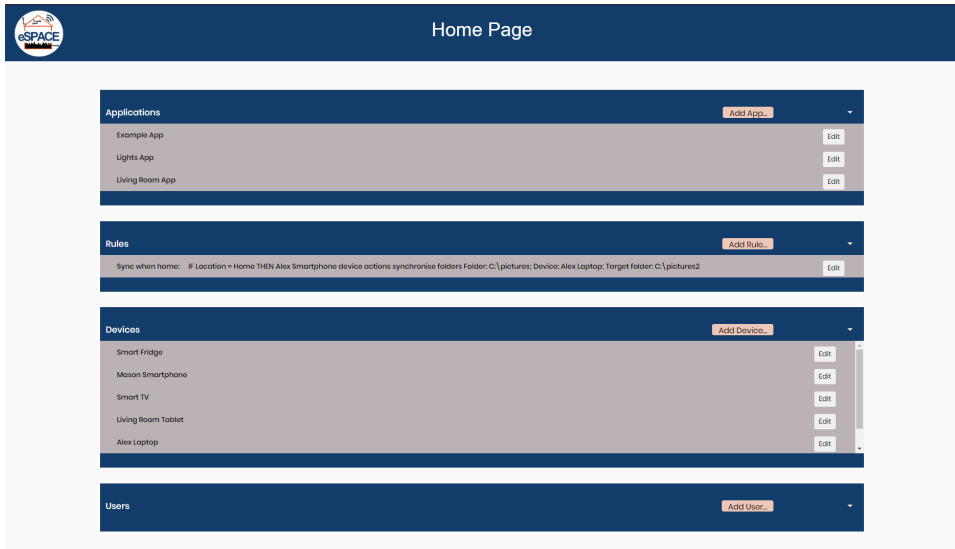 eSPACE
Home Page
Applications
Add App...
Example App
Edit
Lights App
Edit
Living Room App
Edit
Rules
Add Rule...
Sync when home: IF Location = Home THEN Alex Smartphone device actions synchronise folders Folder: C:\pictures; Device: Alex Laptop; Target folder: C:\pictures2
Edit
Devices
Add Device...
Smart Fridge
Edit
Mason Smartphone
Edit
Smart TV
Edit
Living Room Tablet
Edit
Alex Laptop
Edit
Users
Add User...